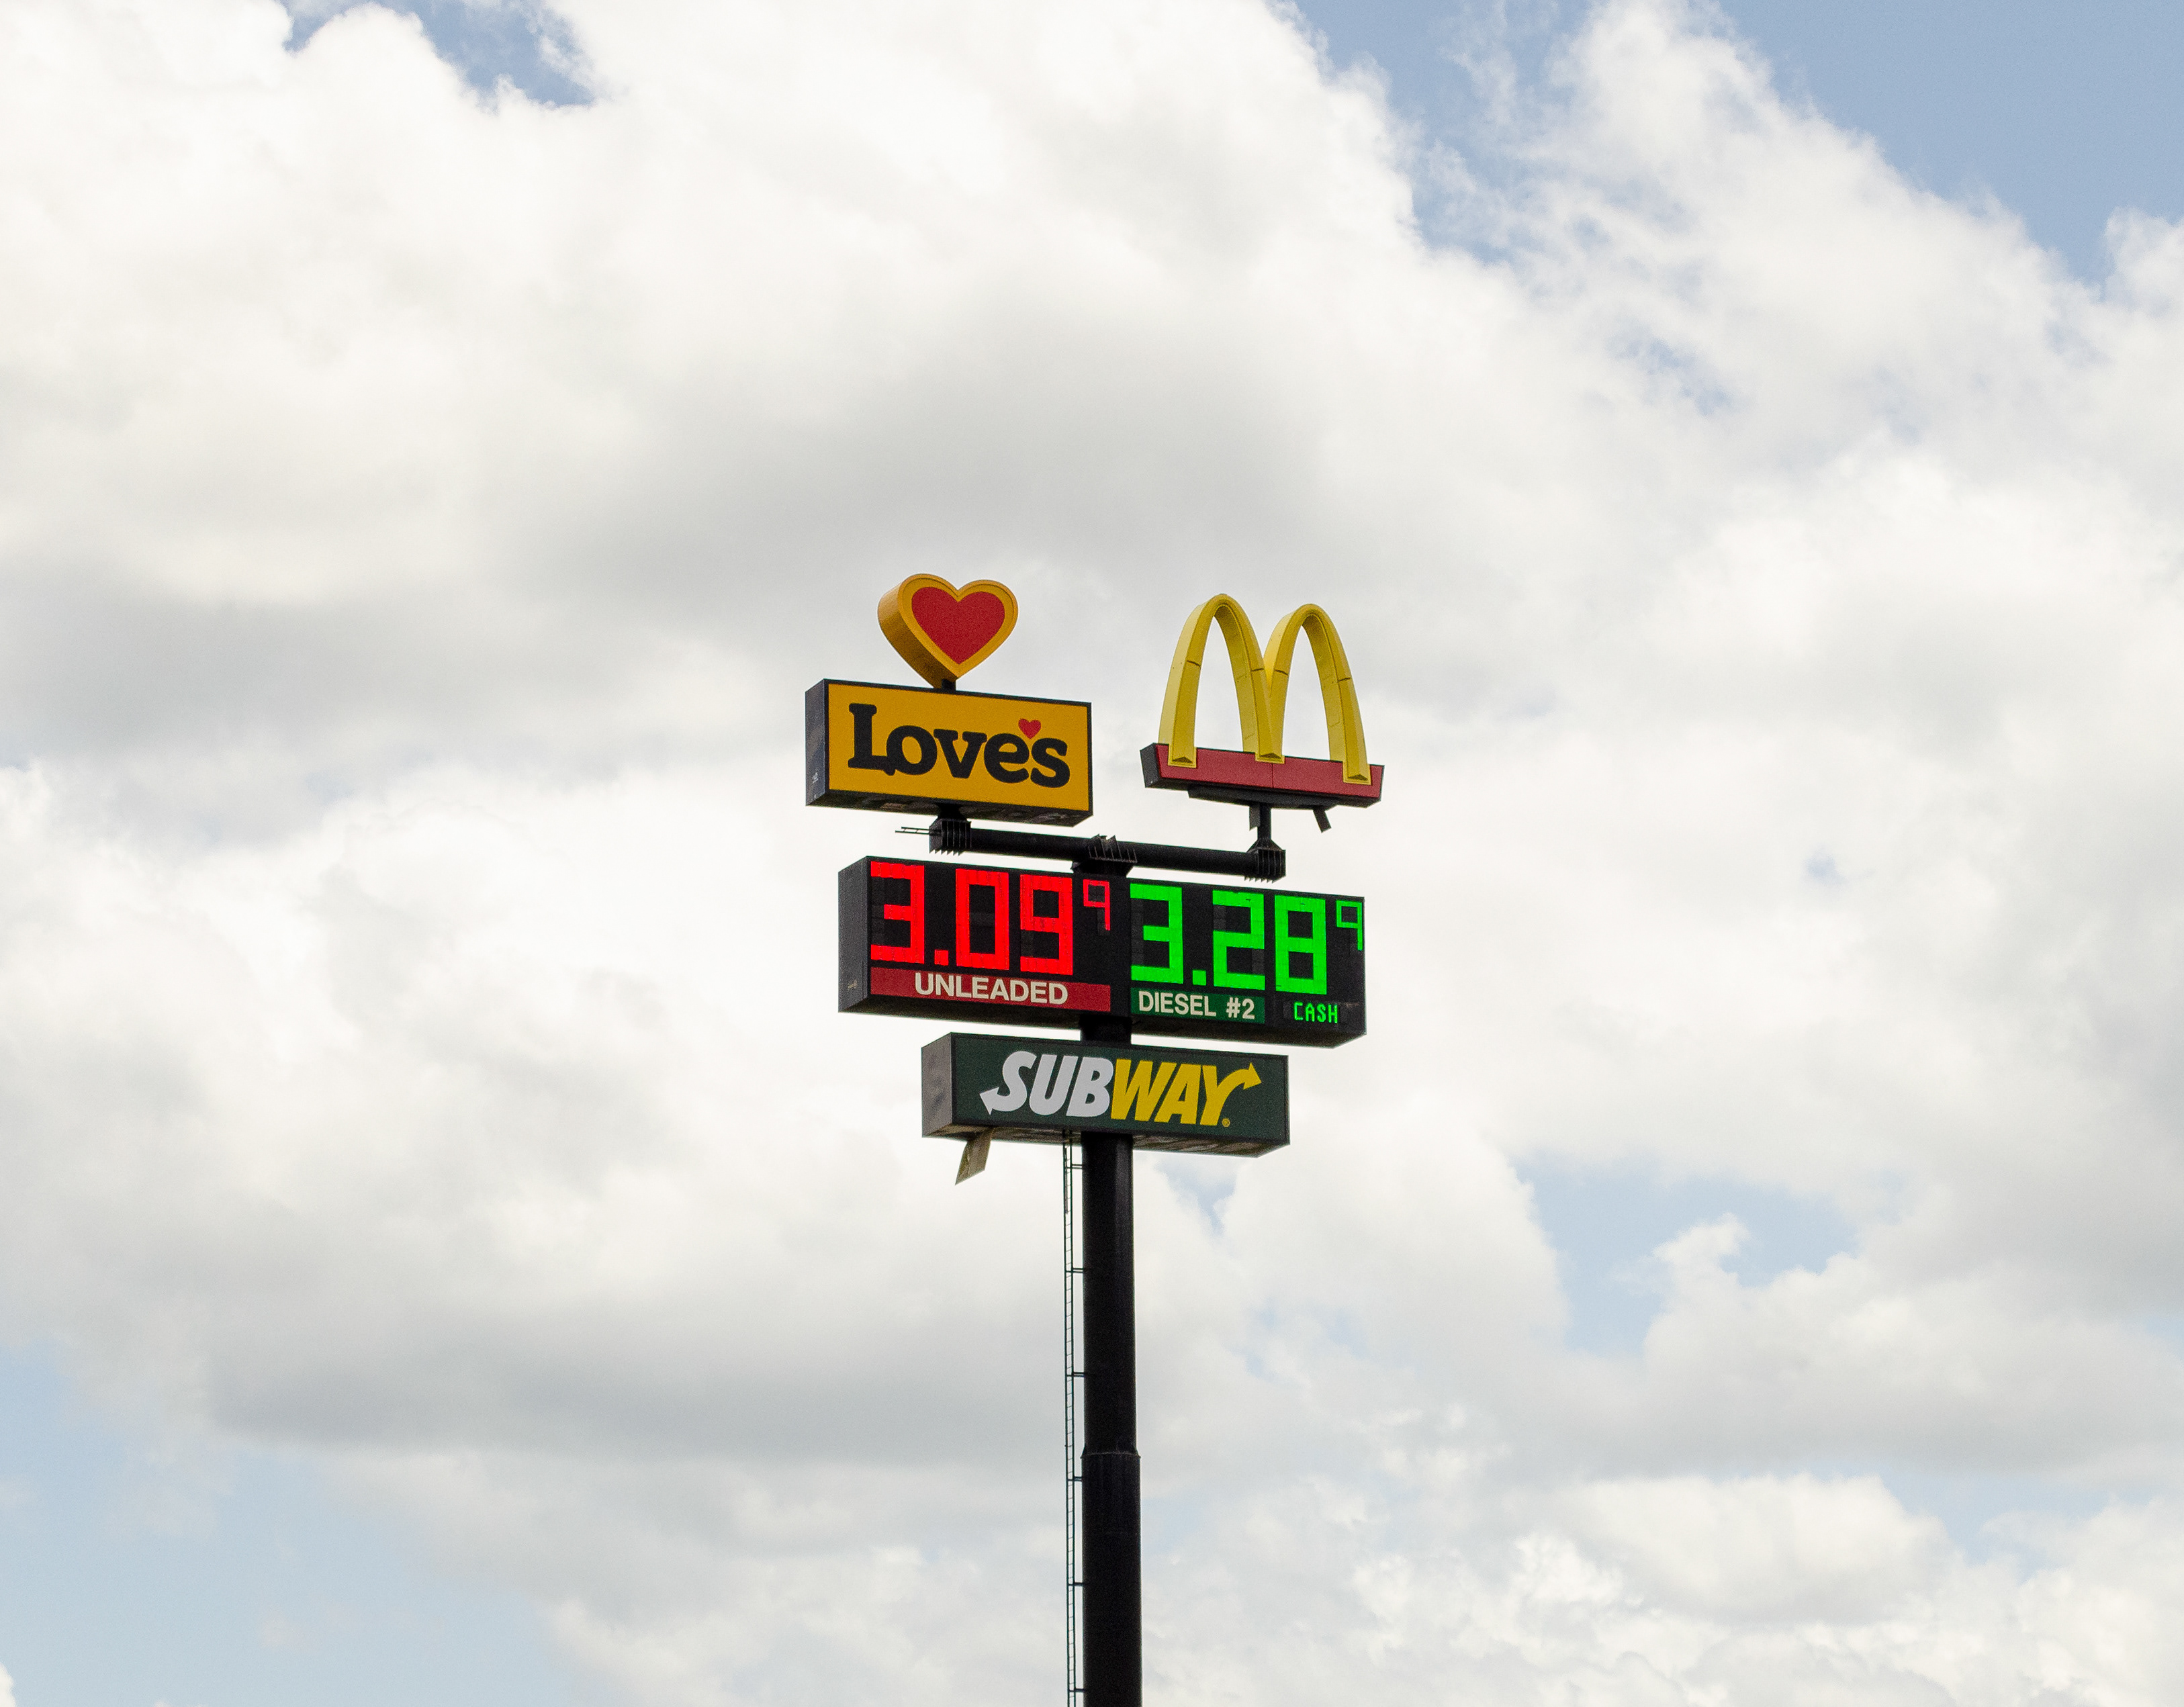 Love's
3.09 9 3.28 9
UNLEADED DIESEL #2 CASH
SUBWAY